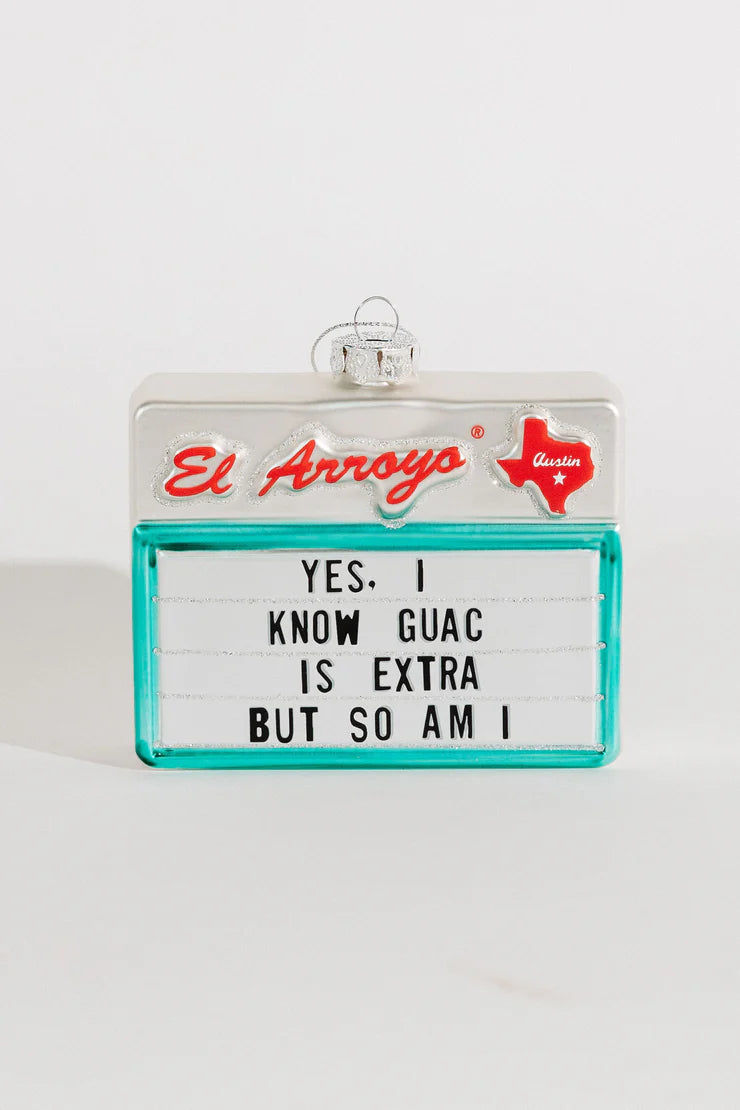 El Arroyo®
Austin
YES, I
KNOW GUAC
IS EXTRA
BUT SO AM I